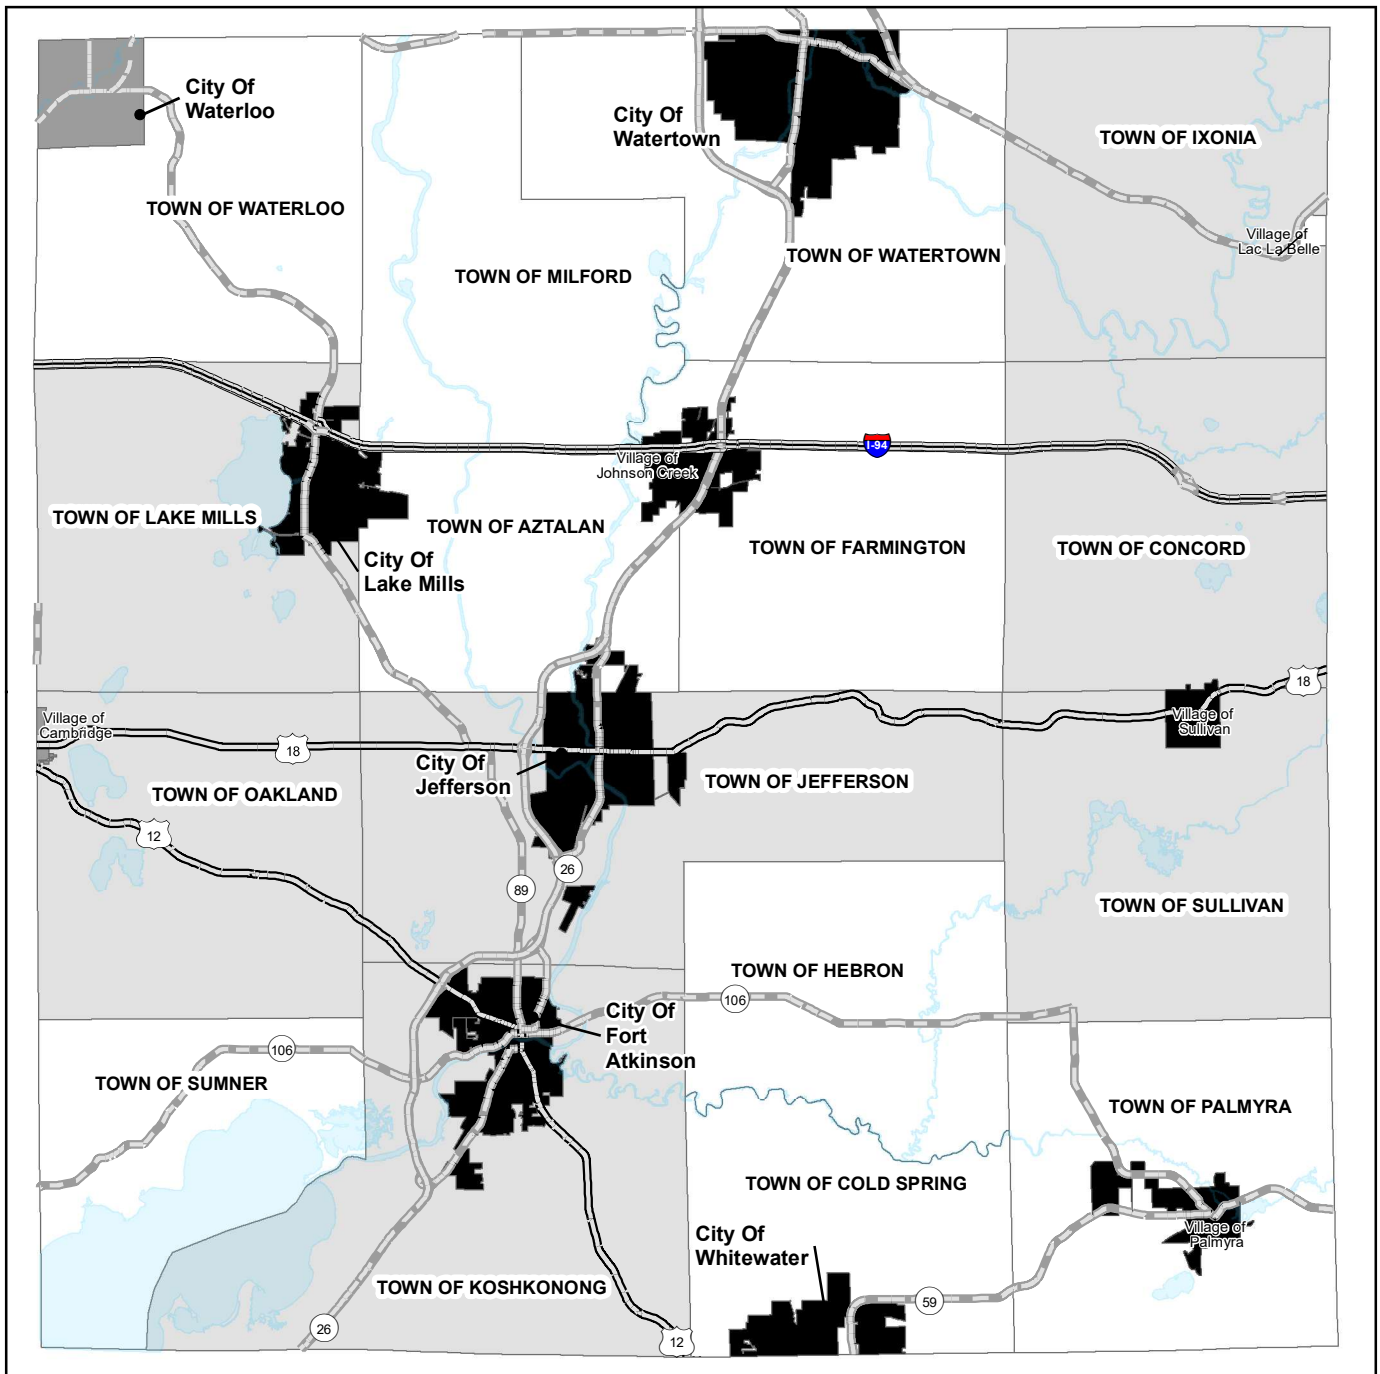 City Of
Waterloo
City Of
Watertown
TOWN OF IXONIA
TOWN OF WATERLOO
Village of
Lac La Belle
TOWN OF WATERTOWN
TOWN OF MILFORD
I-94
Village of
Johnson Creek
TOWN OF LAKE MILLS
TOWN OF AZTALAN
TOWN OF FARMINGTON
TOWN OF CONCORD
City Of
Lake Mills
18
Village of
Cambridge
Village of
Sullivan
18
City Of
Jefferson
TOWN OF JEFFERSON
TOWN OF OAKLAND
12
26
89
TOWN OF SULLIVAN
TOWN OF HEBRON
106
City Of
Fort
Atkinson
106
TOWN OF SUMNER
TOWN OF PALMYRA
TOWN OF COLD SPRING
Village of
Palmyra
City Of
Whitewater
TOWN OF KOSHKONONG
59
26
12